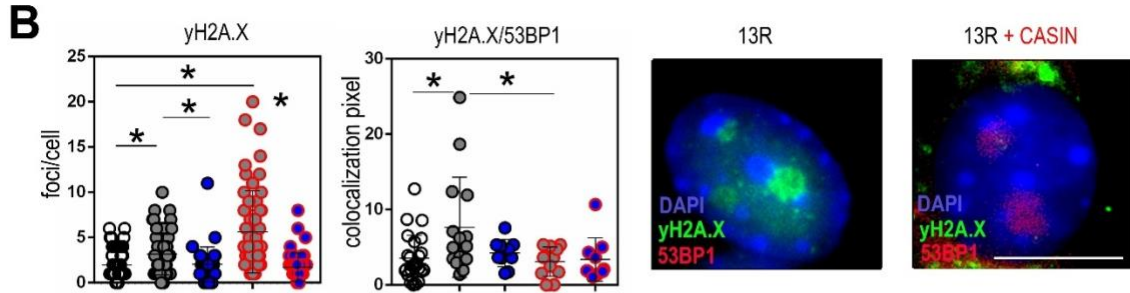 B
yH2A.X
foci/cell
25
20
15
10
5
0
* * * *
yH2A.X/53BP1
colocalization pixel
30
20
10
0
* *
13R
DAPI
yH2A.X
53BP1
13R + CASIN
DAPI
yH2A.X
53BP1